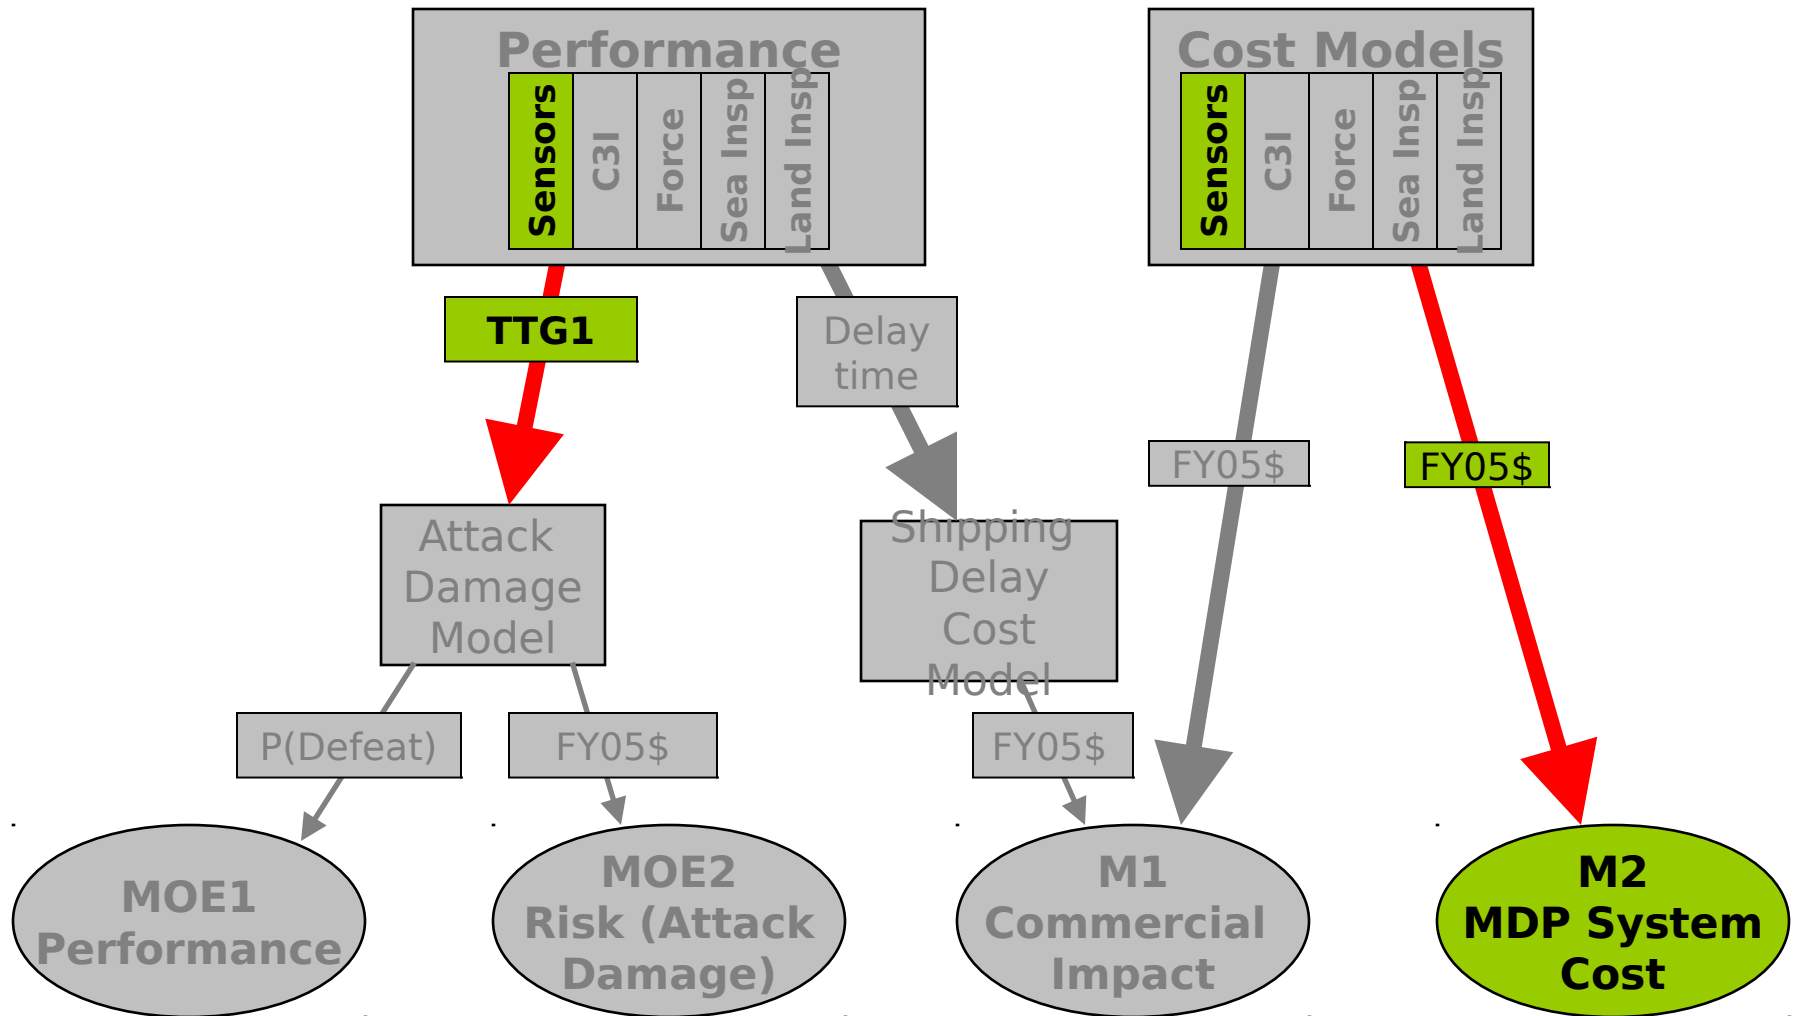 Performance
Sensors
C3I
Force
Sea Insp
Land Insp
Cost Models
Sensors
C3I
Force
Sea Insp
Land Insp
TTG1
Delay
time
FY05$
FY05$
Attack
Damage
Model
Shipping
Delay
Cost
Model
P(Defeat)
FY05$
FY05$
MOE1
Performance
MOE2
Risk (Attack
Damage)
M1
Commercial
Impact
M2
MDP System
Cost